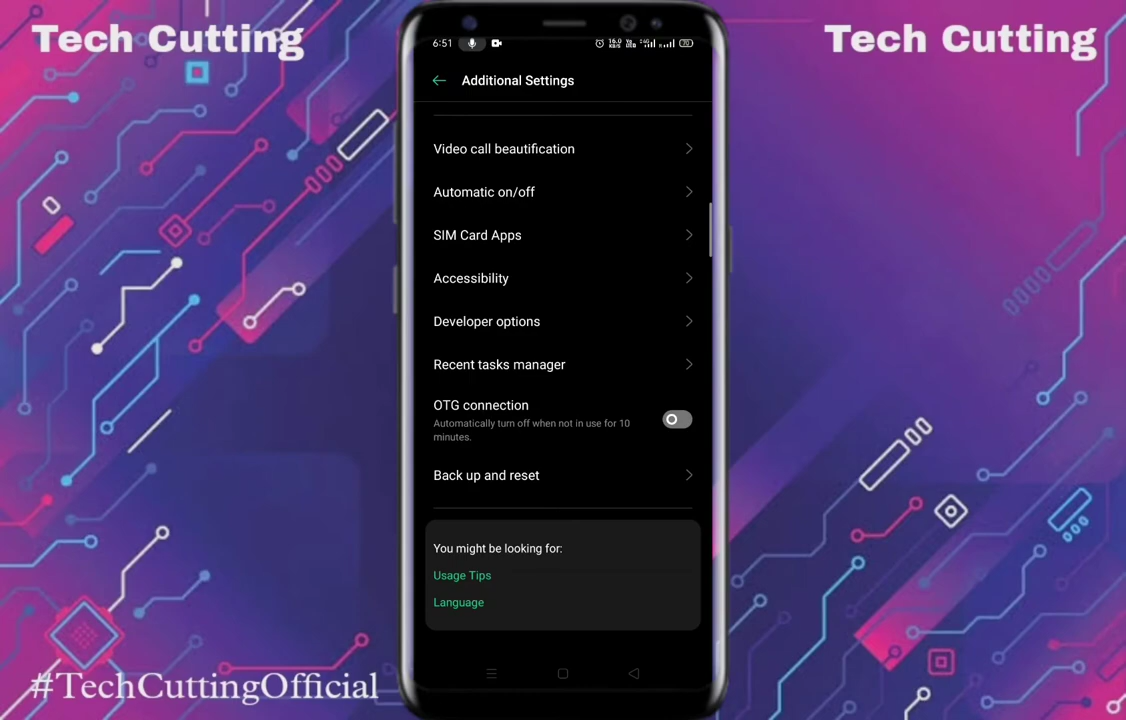 Tech Cutting
Tech Cutting
6:51
Additional Settings
Video call beautification
Automatic on/off
SIM Card Apps
Accessibility
Developer options
Recent tasks manager
OTG connection
Automatically turn off when not in use for 10
minutes.
Back up and reset
You might be looking for:
Usage Tips
Language
#TechCuttingOfficial